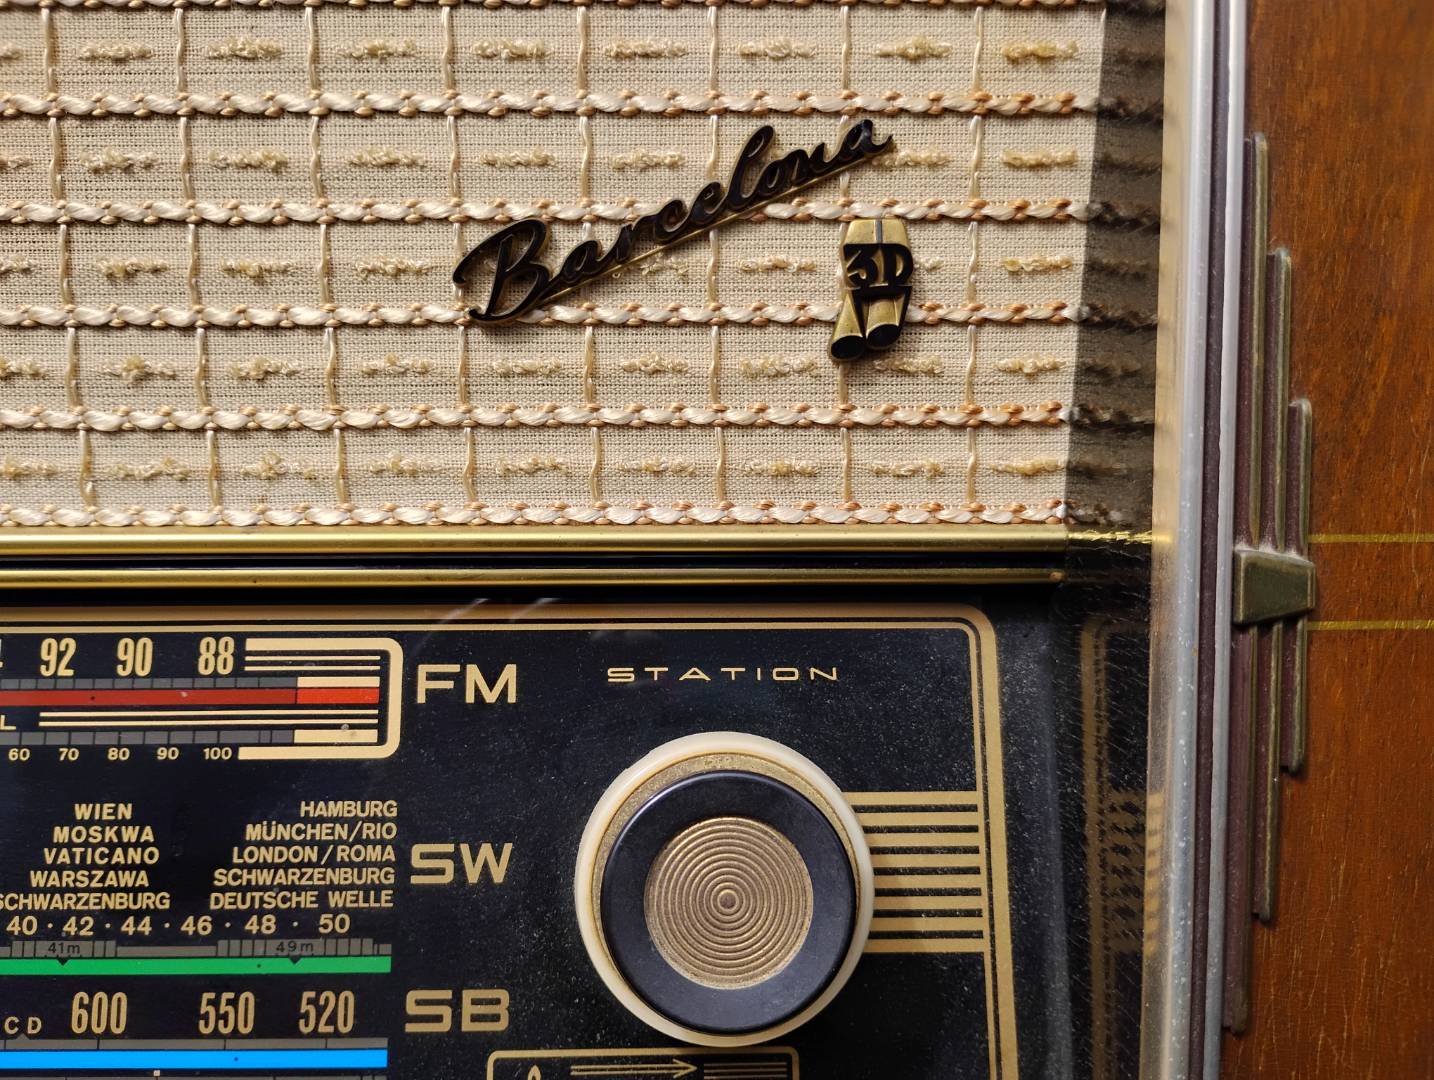 Barcelona
3D
92 90 88
FM
STATION
L
60 70 80 90 100
WIEN
MOSKWA
VATICANO
WARSZAWA
SCHWARZENBURG
HAMBURG
MÜNCHEN/RIO
LONDON/ROMA
SCHWARZENBURG
DEUTSCHE WELLE
SW
40 · 42 · 44 · 46 · 48 · 50
41m 49m
CD 600 550 520
SB